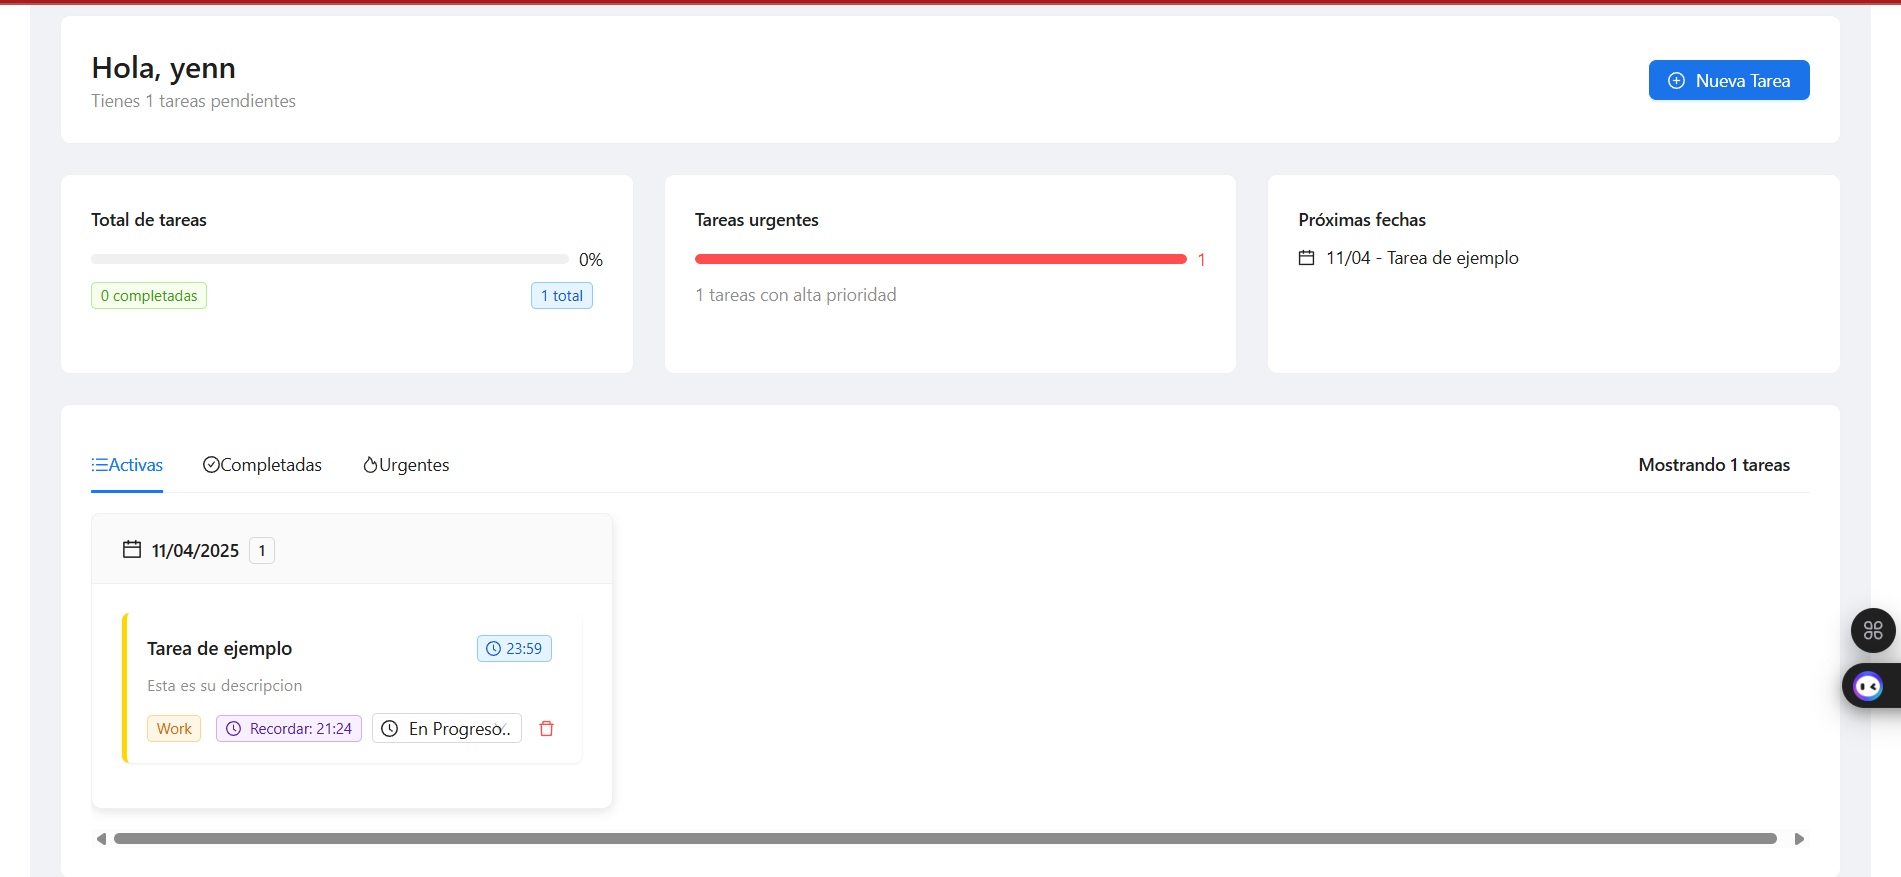 Hola, yenn
Tienes 1 tareas pendientes
Nueva Tarea
Total de tareas
0%
0 completadas
1 total
Tareas urgentes
1
1 tareas con alta prioridad
Próximas fechas
11/04 - Tarea de ejemplo
Activas
Completadas
Urgentes
Mostrando 1 tareas
11/04/2025
1
Tarea de ejemplo
23:59
Esta es su descripcion
Work
Recordar: 21:24
En Progreso..